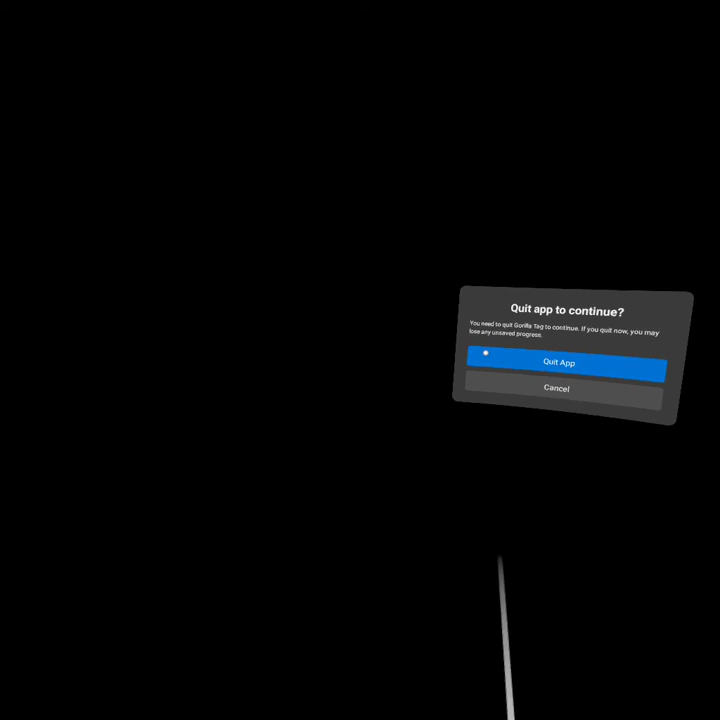 Quit app to continue?
You need to quit Gorilla Tag to continue. If you quit now, you may
lose any unsaved progress.
Quit App
Cancel